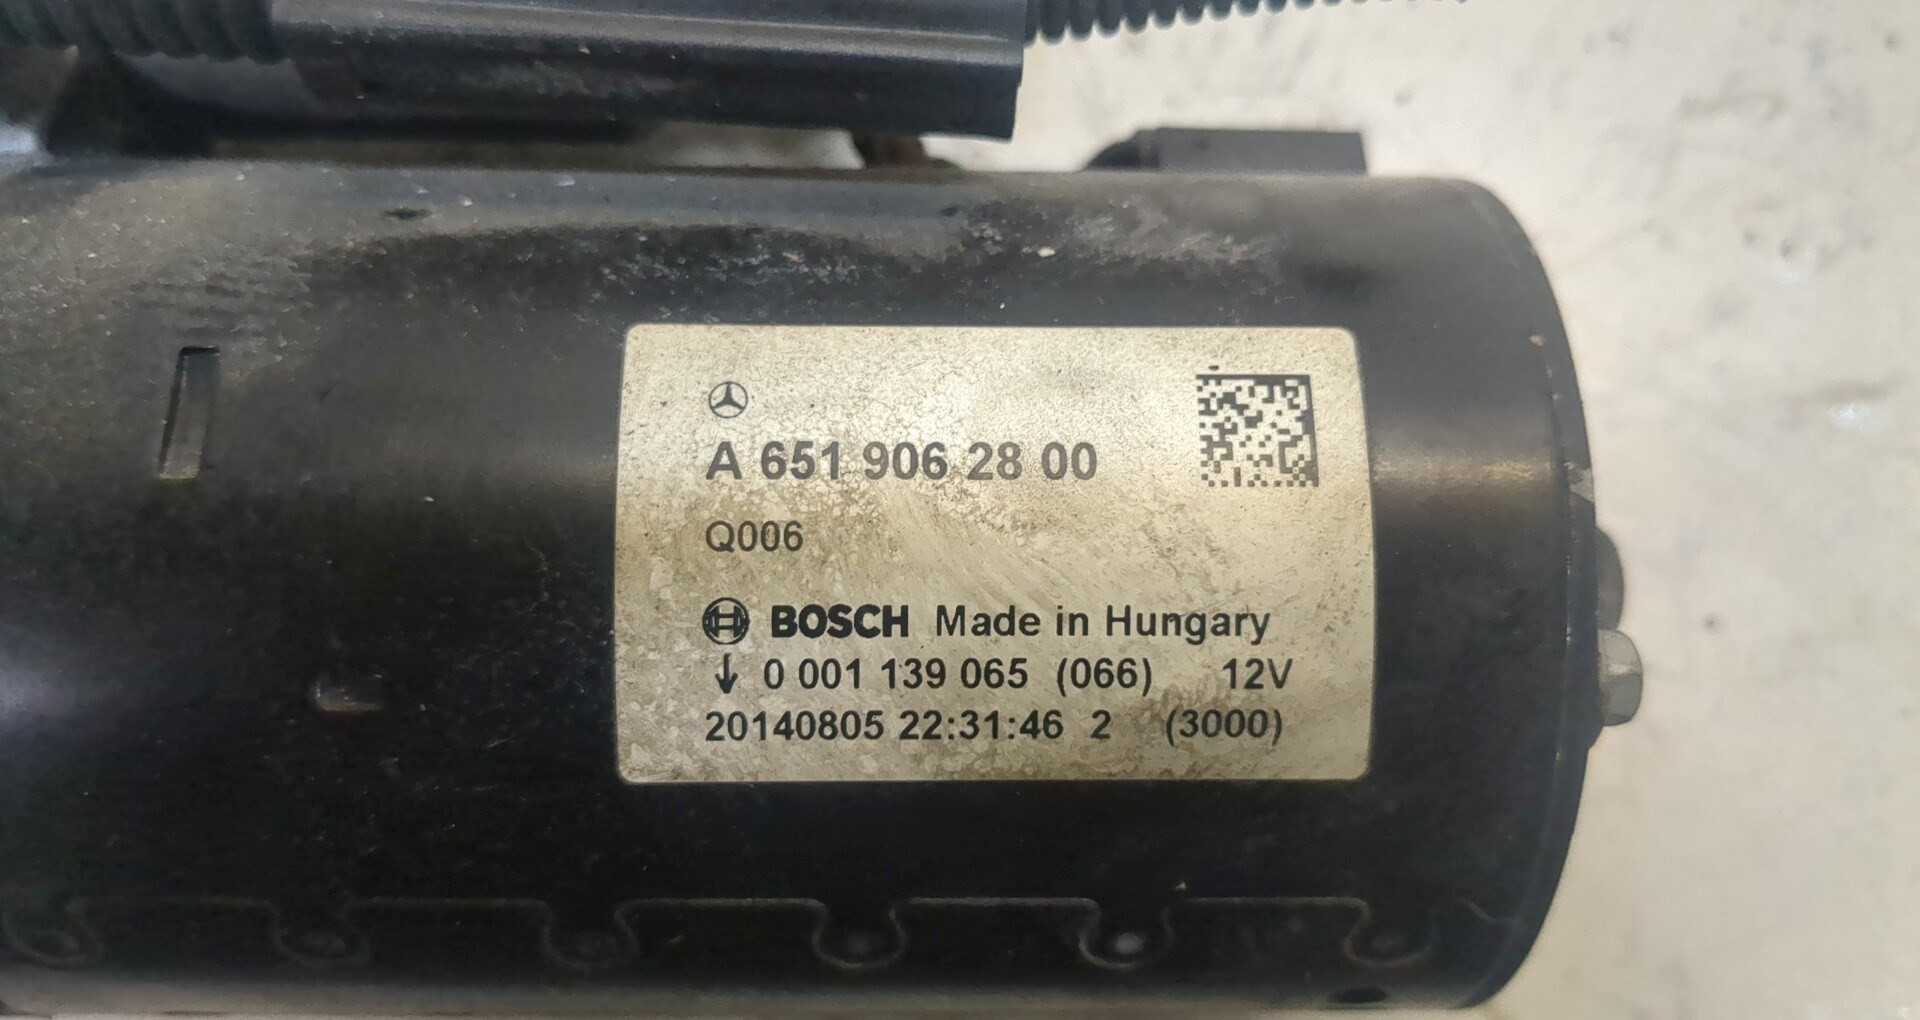 A 651 906 28 00
Q006
BOSCH Made in Hungary
↓ 0 001 139 065 (066) 12V
20140805 22:31:46 2 (3000)